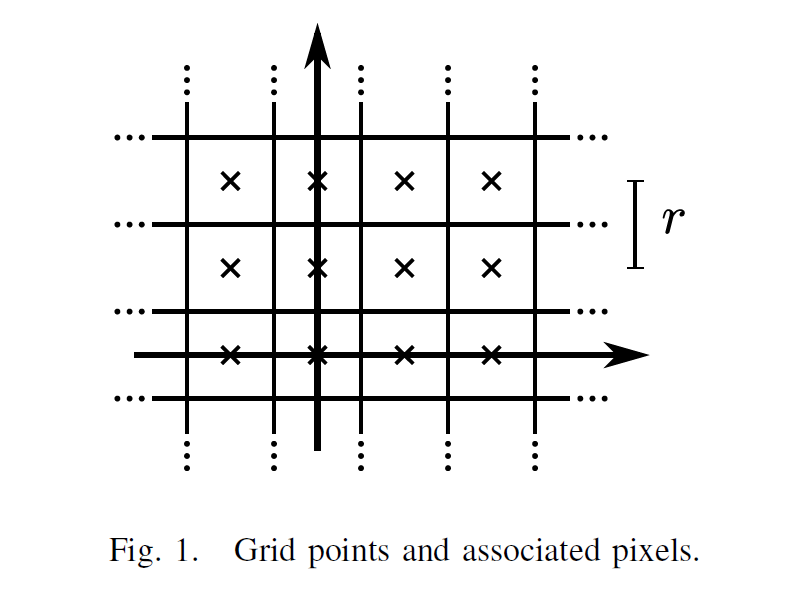 r
Fig. 1. Grid points and associated pixels.